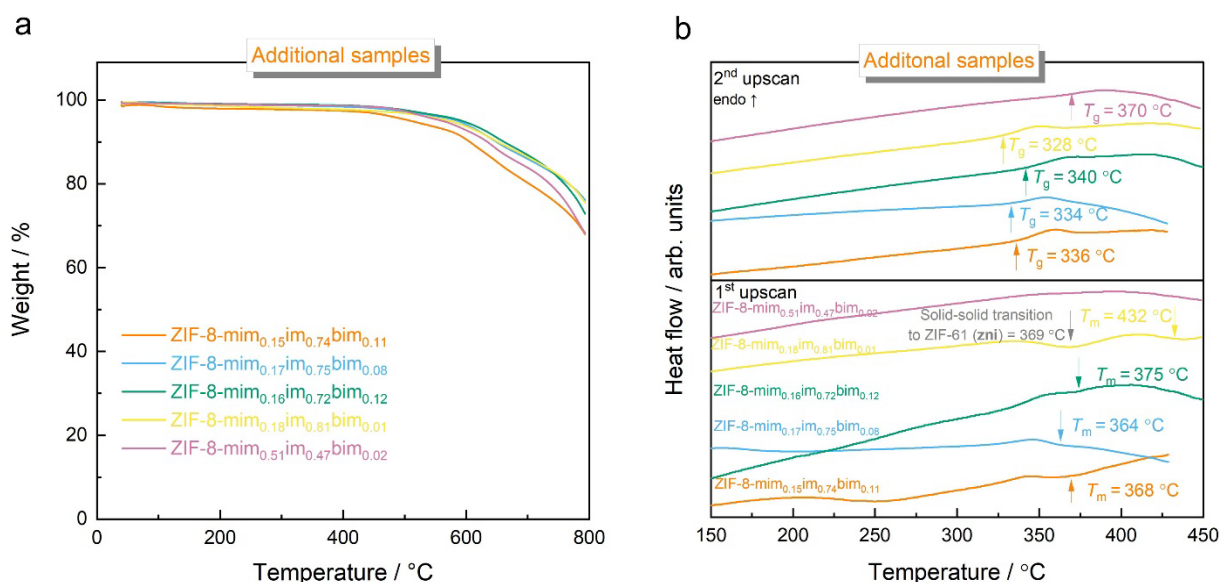 a
Additional samples
Weight / %
100
80
60
40
20
0
ZIF-8-mim0.15im0.74bim0.11
ZIF-8-mim0.17im0.75bim0.08
ZIF-8-mim0.16im0.72bim0.12
ZIF-8-mim0.18im0.81bim0.01
ZIF-8-mim0.51im0.47bim0.02
0 200 400 600 800
Temperature / °C
b
Additonal samples
Heat flow / arb. units
2nd upscan
endo ↑
Tg = 370 °C
Tg = 328 °C
Tg = 340 °C
Tg = 334 °C
Tg = 336 °C
1st upscan
ZIF-8-mim0.51im0.47bim0.02
Solid-solid transition
to ZIF-61 (zni) = 369 °C
Tm = 432 °C
ZIF-8-mim0.18im0.81bim0.01
Tm = 375 °C
ZIF-8-mim0.16im0.72bim0.12
ZIF-8-mim0.17im0.75bim0.08
Tm = 364 °C
ZIF-8-mim0.15im0.74bim0.11
Tm = 368 °C
150 200 250 300 350 400 450
Temperature / °C